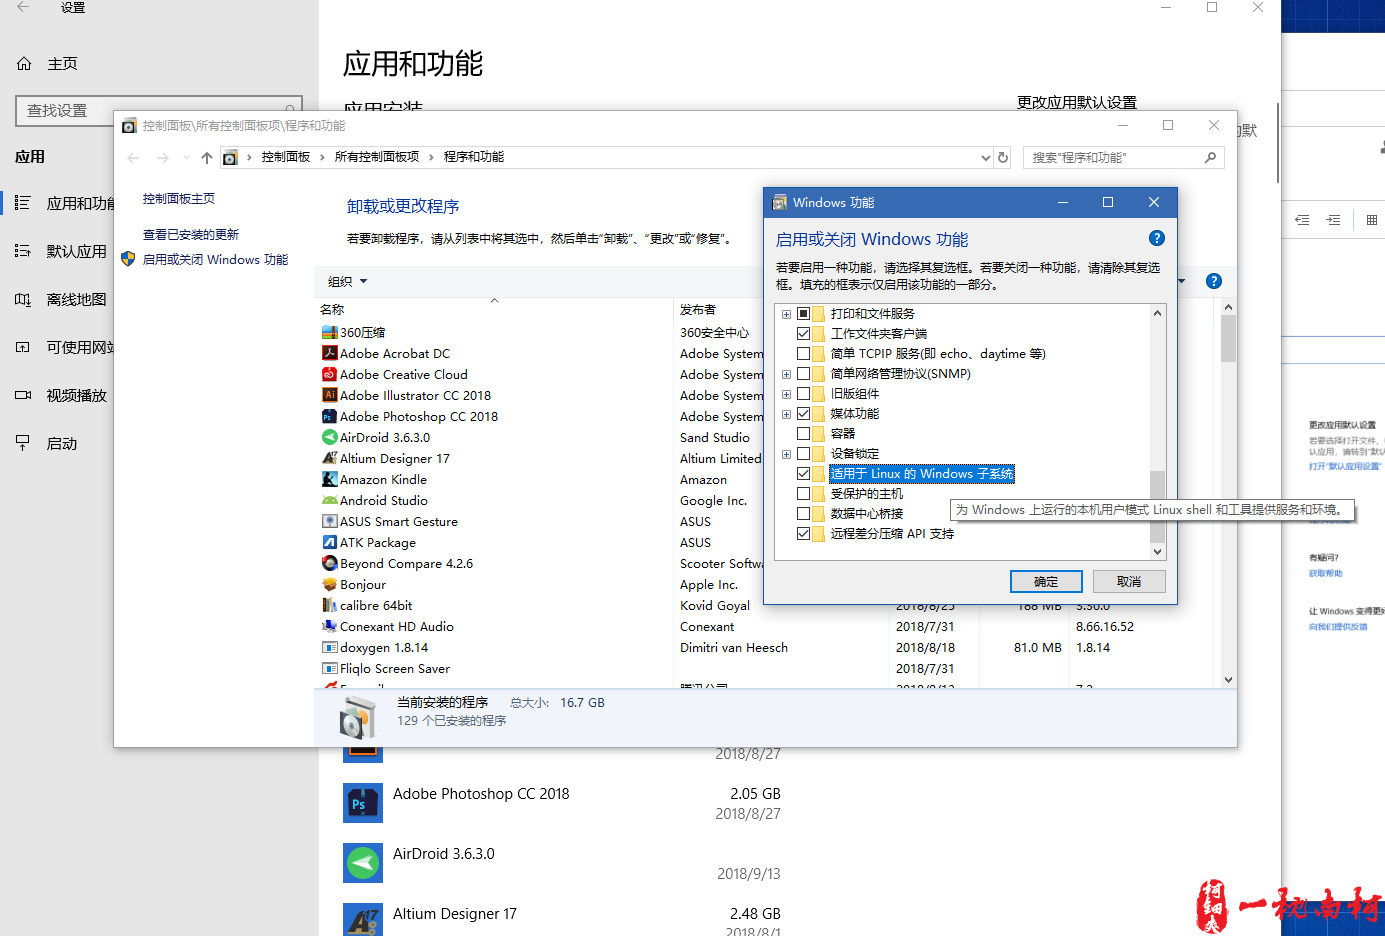 设置
主页
查找设置
应用
应用和功能
默认应用
离线地图
可使用网站
视频播放
启动
应用和功能
应用安装
更改应用默认设置
的默
控制面板\所有控制面板项\程序和功能
控制面板 › 所有控制面板项 › 程序和功能
搜索"程序和功能"
控制面板主页
查看已安装的更新
启用或关闭 Windows 功能
卸载或更改程序
若要卸载程序，请从列表中将其选中，然后单击“卸载”、“更改”或“修复”。
组织
名称 发布者
360压缩 360安全中心
Adobe Acrobat DC Adobe System
Adobe Creative Cloud Adobe System
Adobe Illustrator CC 2018 Adobe System
Adobe Photoshop CC 2018 Adobe System
AirDroid 3.6.3.0 Sand Studio
Altium Designer 17 Altium Limited
Amazon Kindle Amazon
Android Studio Google Inc.
ASUS Smart Gesture ASUS
ATK Package ASUS
Beyond Compare 4.2.6 Scooter Softw
Bonjour Apple Inc.
calibre 64bit Kovid Goyal 2018/8/25 188 MB 3.30.0
Conexant HD Audio Conexant 2018/7/31 8.66.16.52
doxygen 1.8.14 Dimitri van Heesch 2018/8/18 81.0 MB 1.8.14
Fliqlo Screen Saver 2018/7/31
当前安装的程序 总大小: 16.7 GB
129 个已安装的程序
Windows 功能
启用或关闭 Windows 功能
若要启用一种功能，请选择其复选框。若要关闭一种功能，请清除其复选
框。填充的框表示仅启用该功能的一部分。
打印和文件服务
工作文件夹客户端
简单 TCPIP 服务(即 echo、daytime 等)
简单网络管理协议(SNMP)
旧版组件
媒体功能
容器
设备锁定
适用于 Linux 的 Windows 子系统
受保护的主机
数据中心桥接
远程差分压缩 API 支持
为 Windows 上运行的本机用户模式 Linux shell 和工具提供服务和环境。
确定 取消
2018/8/27
Adobe Photoshop CC 2018 2.05 GB
2018/8/27
AirDroid 3.6.3.0
2018/9/13
Altium Designer 17 2.48 GB
2018/8/1
更改应用默认设置
若要选择打开文件、
认应用，请转到"默认
打开"默认应用设置"
有疑问?
获取帮助
让 Windows 变得更好
向我们提供反馈
一枕南柯